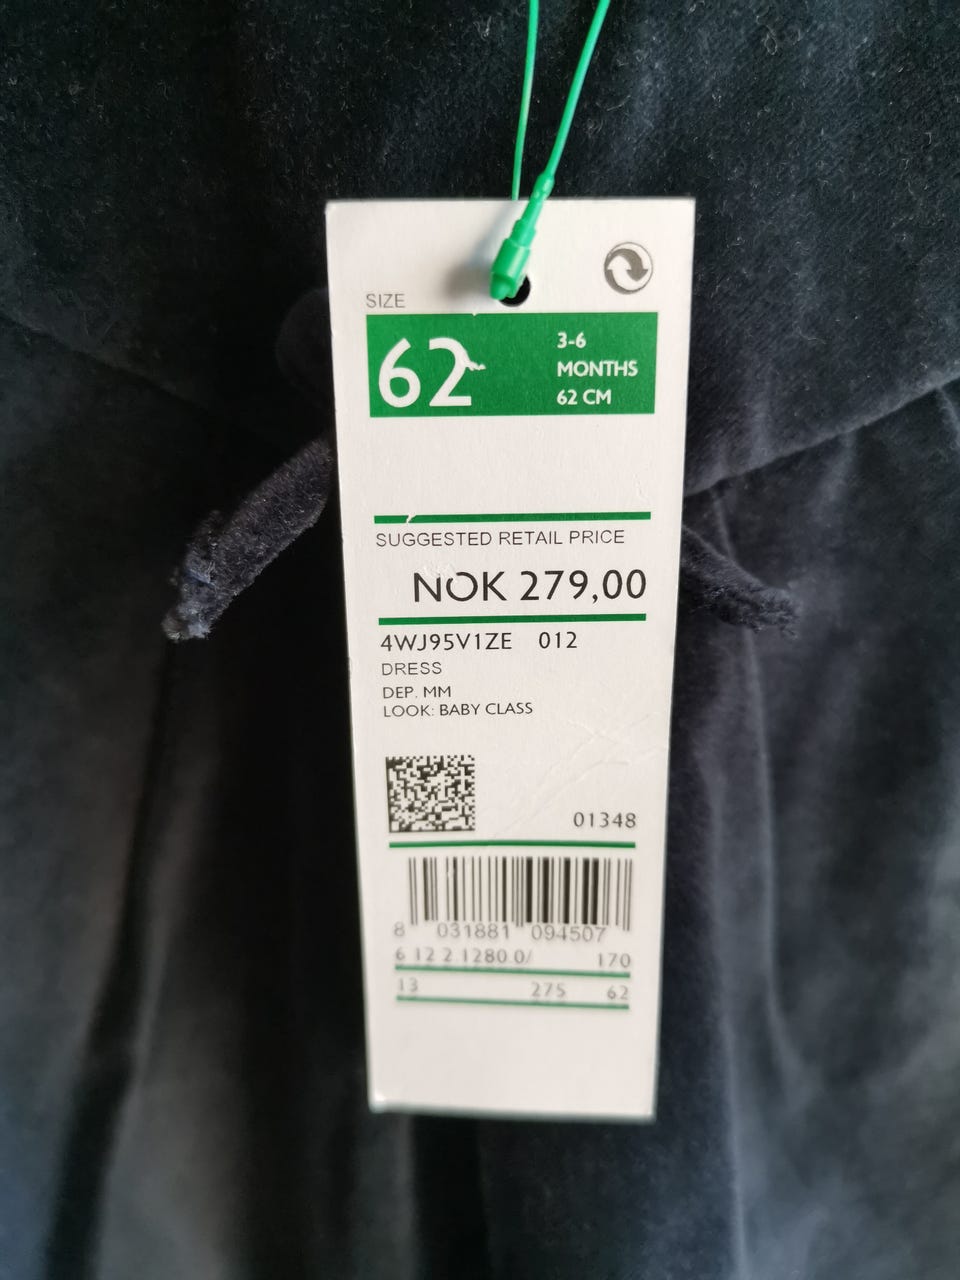 SIZE
62
3-6
MONTHS
62 CM
SUGGESTED RETAIL PRICE
NOK 279,00
4WJ95V1ZE 012
DRESS
DEP. MM
LOOK: BABY CLASS
01348
8 031881 094507
6 12 2.1280.0/ 170
13 275 62